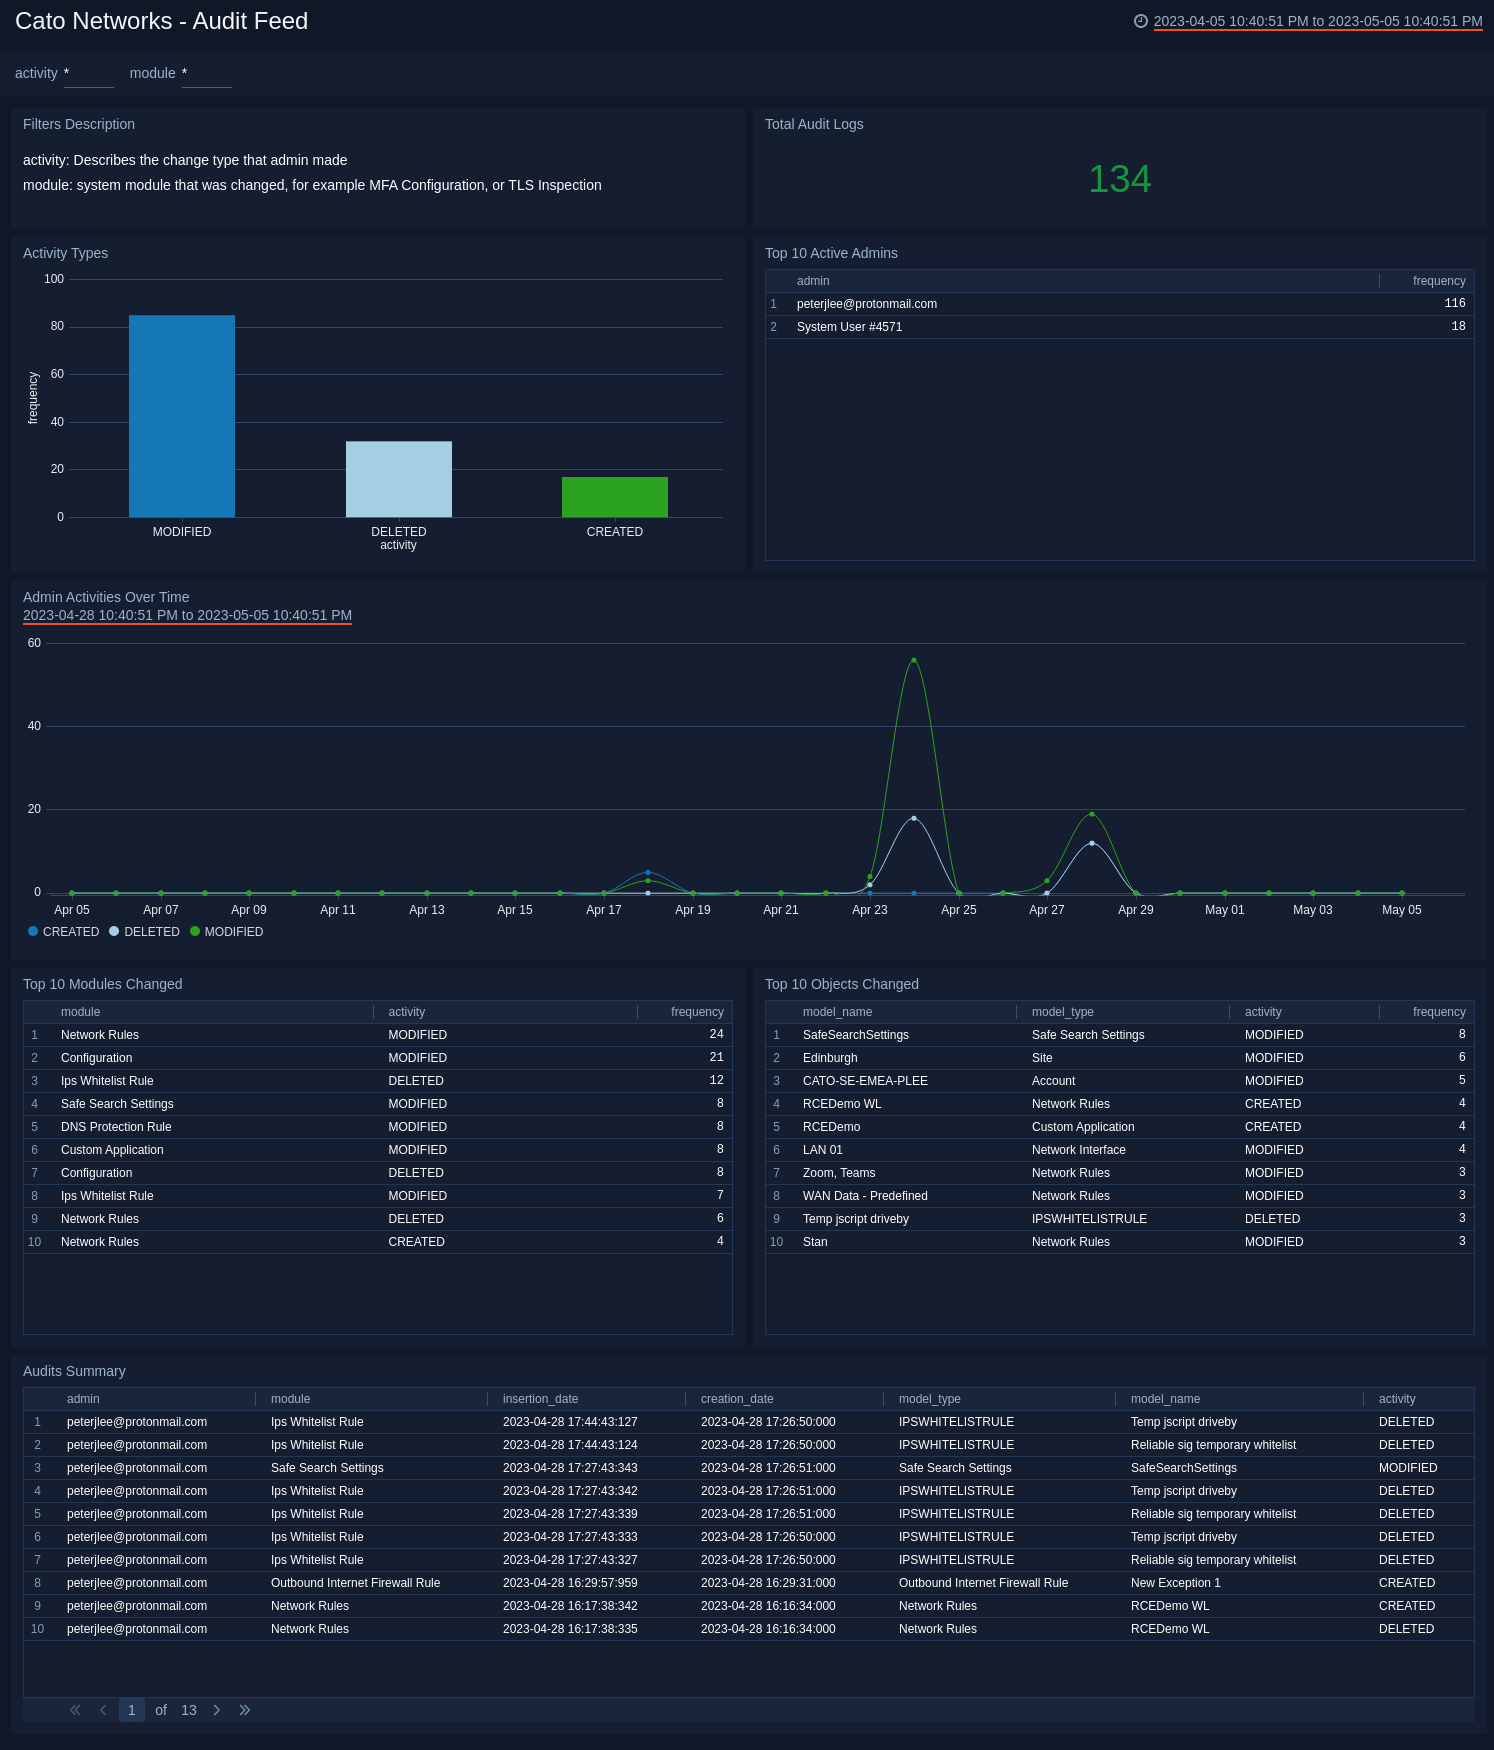 Cato Networks - Audit Feed
2023-04-05 10:40:51 PM to 2023-05-05 10:40:51 PM
activity * module *
Filters Description
activity: Describes the change type that admin made
module: system module that was changed, for example MFA Configuration, or TLS Inspection
Total Audit Logs
134
Activity Types
100
80
60
40
20
0
frequency
MODIFIED DELETED CREATED
activity
Top 10 Active Admins
admin frequency
1 peterjlee@protonmail.com 116
2 System User #4571 18
Admin Activities Over Time
2023-04-28 10:40:51 PM to 2023-05-05 10:40:51 PM
60
40
20
0
Apr 05 Apr 07 Apr 09 Apr 11 Apr 13 Apr 15 Apr 17 Apr 19 Apr 21 Apr 23 Apr 25 Apr 27 Apr 29 May 01 May 03 May 05
CREATED DELETED MODIFIED
Top 10 Modules Changed
module activity frequency
1 Network Rules MODIFIED 24
2 Configuration MODIFIED 21
3 Ips Whitelist Rule DELETED 12
4 Safe Search Settings MODIFIED 8
5 DNS Protection Rule MODIFIED 8
6 Custom Application MODIFIED 8
7 Configuration DELETED 8
8 Ips Whitelist Rule MODIFIED 7
9 Network Rules DELETED 6
10 Network Rules CREATED 4
Top 10 Objects Changed
model_name model_type activity frequency
1 SafeSearchSettings Safe Search Settings MODIFIED 8
2 Edinburgh Site MODIFIED 6
3 CATO-SE-EMEA-PLEE Account MODIFIED 5
4 RCEDemo WL Network Rules CREATED 4
5 RCEDemo Custom Application CREATED 4
6 LAN 01 Network Interface MODIFIED 4
7 Zoom, Teams Network Rules MODIFIED 3
8 WAN Data - Predefined Network Rules MODIFIED 3
9 Temp jscript driveby IPSWHITELISTRULE DELETED 3
10 Stan Network Rules MODIFIED 3
Audits Summary
admin module insertion_date creation_date model_type model_name activity
1 peterjlee@protonmail.com Ips Whitelist Rule 2023-04-28 17:44:43:127 2023-04-28 17:26:50:000 IPSWHITELISTRULE Temp jscript driveby DELETED
2 peterjlee@protonmail.com Ips Whitelist Rule 2023-04-28 17:44:43:124 2023-04-28 17:26:50:000 IPSWHITELISTRULE Reliable sig temporary whitelist DELETED
3 peterjlee@protonmail.com Safe Search Settings 2023-04-28 17:27:43:343 2023-04-28 17:26:51:000 Safe Search Settings SafeSearchSettings MODIFIED
4 peterjlee@protonmail.com Ips Whitelist Rule 2023-04-28 17:27:43:342 2023-04-28 17:26:51:000 IPSWHITELISTRULE Temp jscript driveby DELETED
5 peterjlee@protonmail.com Ips Whitelist Rule 2023-04-28 17:27:43:339 2023-04-28 17:26:51:000 IPSWHITELISTRULE Reliable sig temporary whitelist DELETED
6 peterjlee@protonmail.com Ips Whitelist Rule 2023-04-28 17:27:43:333 2023-04-28 17:26:50:000 IPSWHITELISTRULE Temp jscript driveby DELETED
7 peterjlee@protonmail.com Ips Whitelist Rule 2023-04-28 17:27:43:327 2023-04-28 17:26:50:000 IPSWHITELISTRULE Reliable sig temporary whitelist DELETED
8 peterjlee@protonmail.com Outbound Internet Firewall Rule 2023-04-28 16:29:57:959 2023-04-28 16:29:31:000 Outbound Internet Firewall Rule New Exception 1 CREATED
9 peterjlee@protonmail.com Network Rules 2023-04-28 16:17:38:342 2023-04-28 16:16:34:000 Network Rules RCEDemo WL CREATED
10 peterjlee@protonmail.com Network Rules 2023-04-28 16:17:38:335 2023-04-28 16:16:34:000 Network Rules RCEDemo WL DELETED
1 of 13